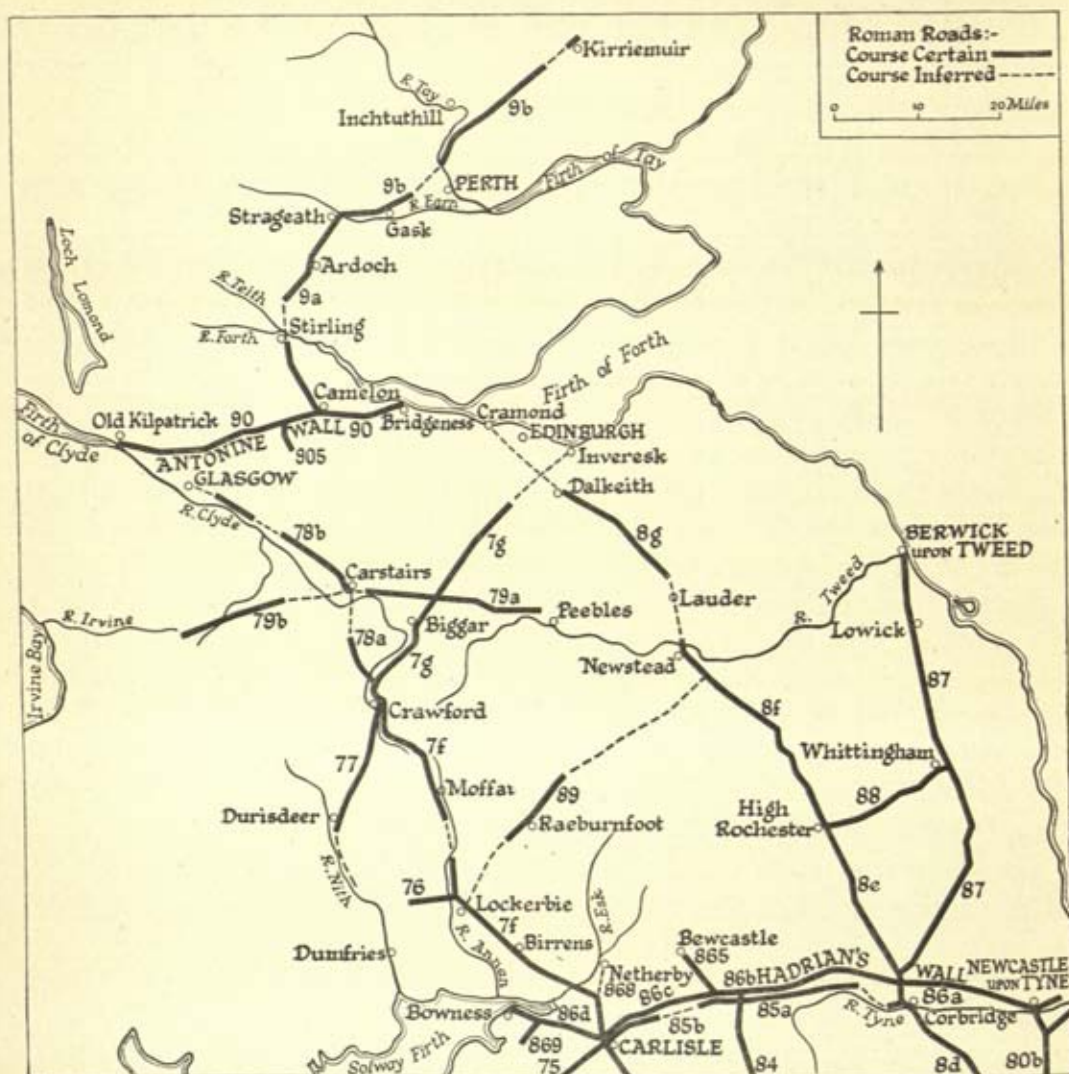 Roman Roads:-
Course Certain
Course Inferred
0 10 20 Miles
Kirriemuir
R. Tay
Inchtuthill
9b
9b
PERTH
Firth of Tay
R. Earn
Strageath
Gask
Loch Lomond
Ardoch
R. Teith
9a
Stirling
R. Forth
Firth of Forth
Camelon
Firth of Clyde
Old Kilpatrick
90
ANTONINE WALL
90
Bridgeness
Cramond
EDINBURGH
905
Inveresk
GLASGOW
Dalkeith
R. Clyde
78b
7g
8g
BERWICK
UPON TWEED
Carstairs
79a
Lauder
R. Tweed
R. Irvine
79b
Biggar
Peebles
Lowick
78a
7g
Newstead
Irvine Bay
87
Crawford
8f
7f
77
Whittingham
Moffat
89
88
Durisdeer
Raeburnfoot
High
Rochester
R. Nith
76
8e
87
Lockerbie
7f
R. Esk
R. Annan
Birrens
Bewcastle
865
Dumfries
Netherby
868
86c
86b
HADRIAN'S WALL
NEWCASTLE
UPON TYNE
Bowness
86d
85a
R. Tyne
86a
Corbridge
85b
869
CARLISLE
Solway Firth
75
84
8d
80b